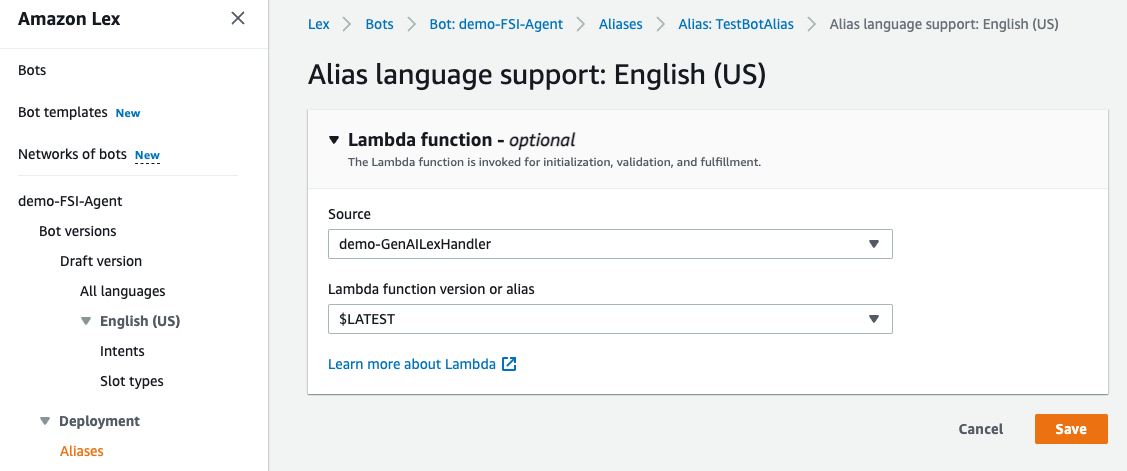 Amazon Lex
Bots
Bot templates New
Networks of bots New
demo-FSI-Agent
Bot versions
Draft version
All languages
English (US)
Intents
Slot types
Deployment
Aliases
Lex Bots Bot: demo-FSI-Agent Aliases Alias: TestBotAlias Alias language support: English (US)
Alias language support: English (US)
Lambda function - optional
The Lambda function is invoked for initialization, validation, and fulfillment.
Source
demo-GenAILexHandler
Lambda function version or alias
$LATEST
Learn more about Lambda
Cancel Save